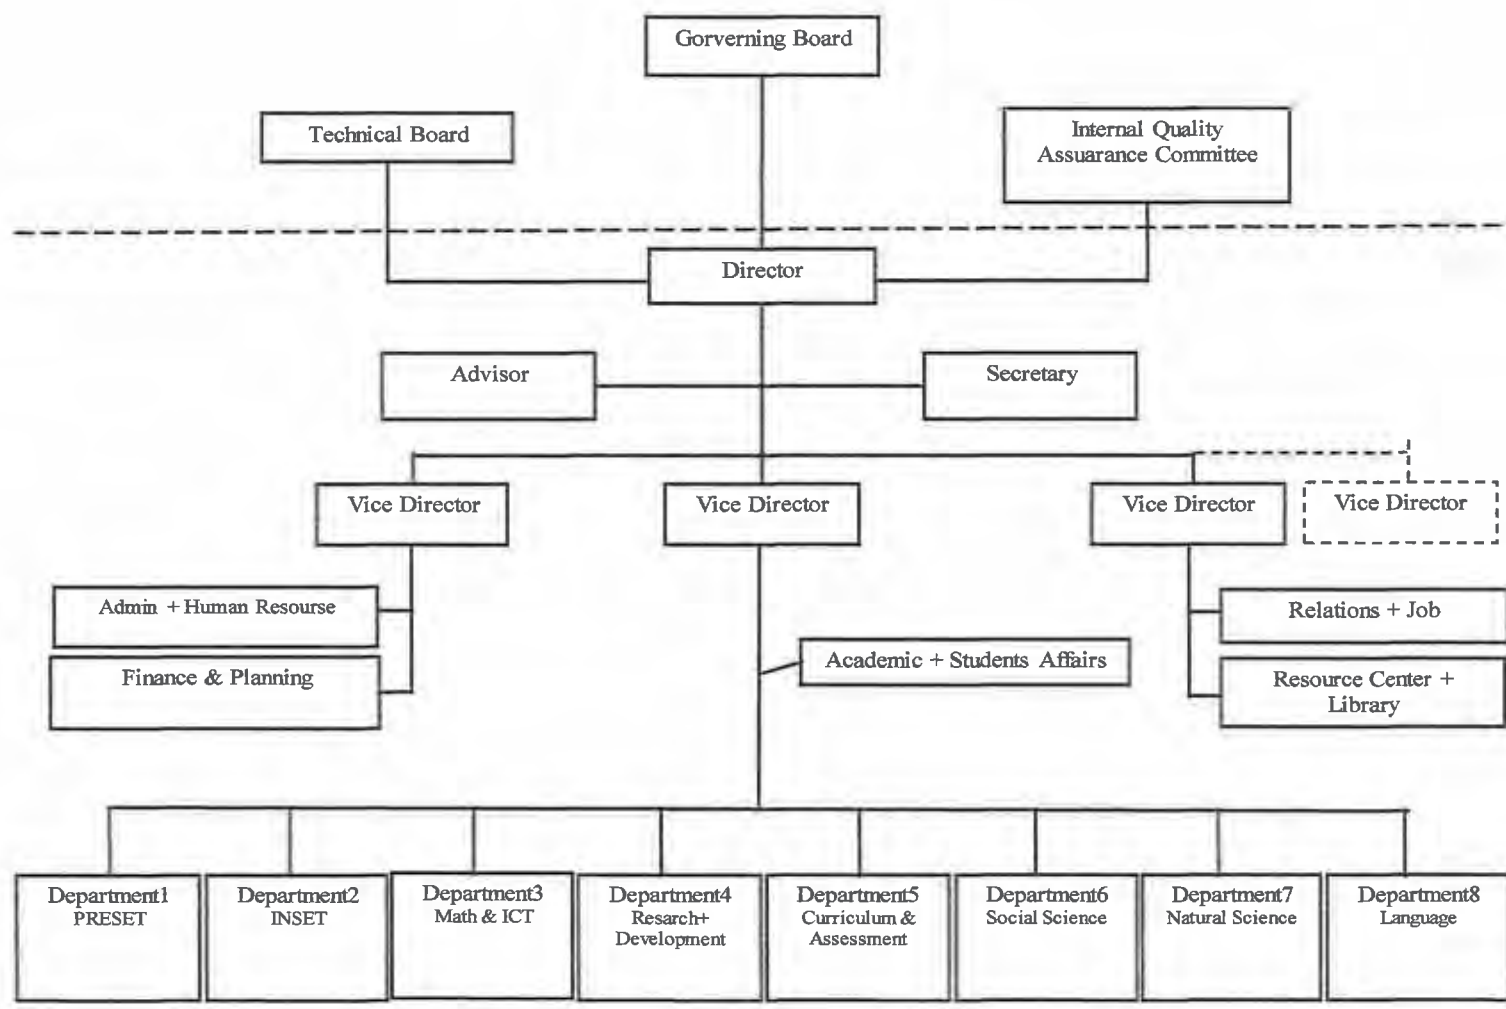 Gorverning Board
Technical Board
Internal Quality
Assuarance Committee
Director
Advisor
Secretary
Vice Director
Vice Director
Vice Director
Vice Director
Admin + Human Resourse
Finance & Planning
Academic + Students Affairs
Relations + Job
Resource Center +
Library
Department1
PRESET
Department2
INSET
Department3
Math & ICT
Department4
Resarch+
Development
Department5
Curriculum &
Assessment
Department6
Social Science
Department7
Natural Science
Department8
Language